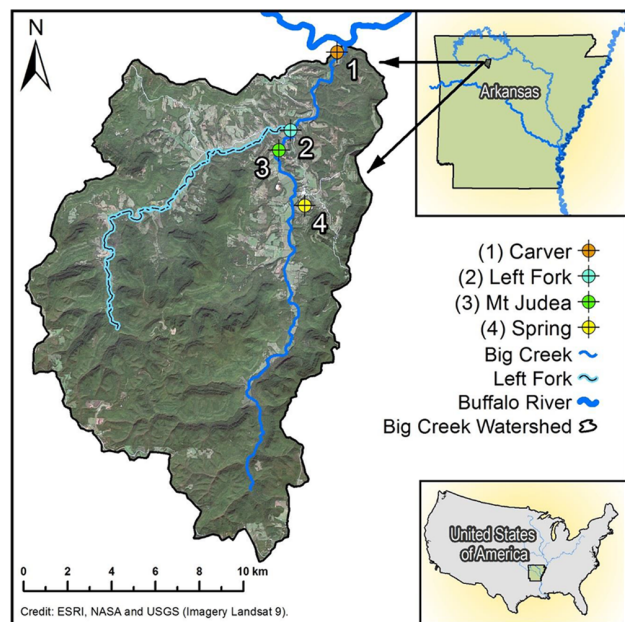 N
1
2
3
4
Arkansas
(1) Carver
(2) Left Fork
(3) Mt Judea
(4) Spring
Big Creek
Left Fork
Buffalo River
Big Creek Watershed
United States
of America
0 2 4 6 8 10 km
Credit: ESRI, NASA and USGS (Imagery Landsat 9).